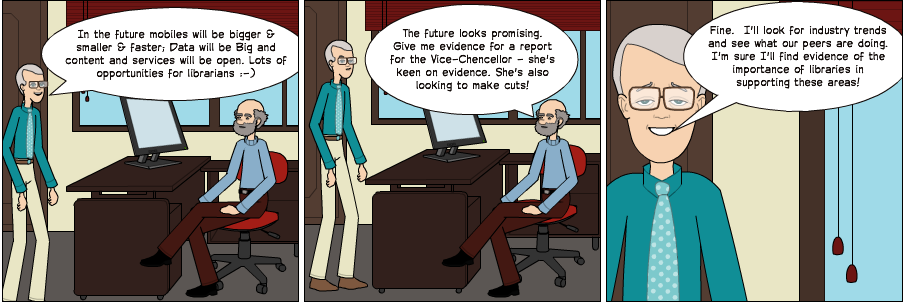 In the future mobiles will be bigger &
smaller & faster; Data will be Big and
content and services will be open. Lots of
opportunities for librarians :-)
The future looks promising.
Give me evidence for a report
for the Vice-Chencellor - she's
keen on evidence. She's also
looking to make cuts!
Fine. I'll look for industry trends
and see what our peers are doing.
I'm sure I'll find evidence of the
importance of libraries in
supporting these areas!